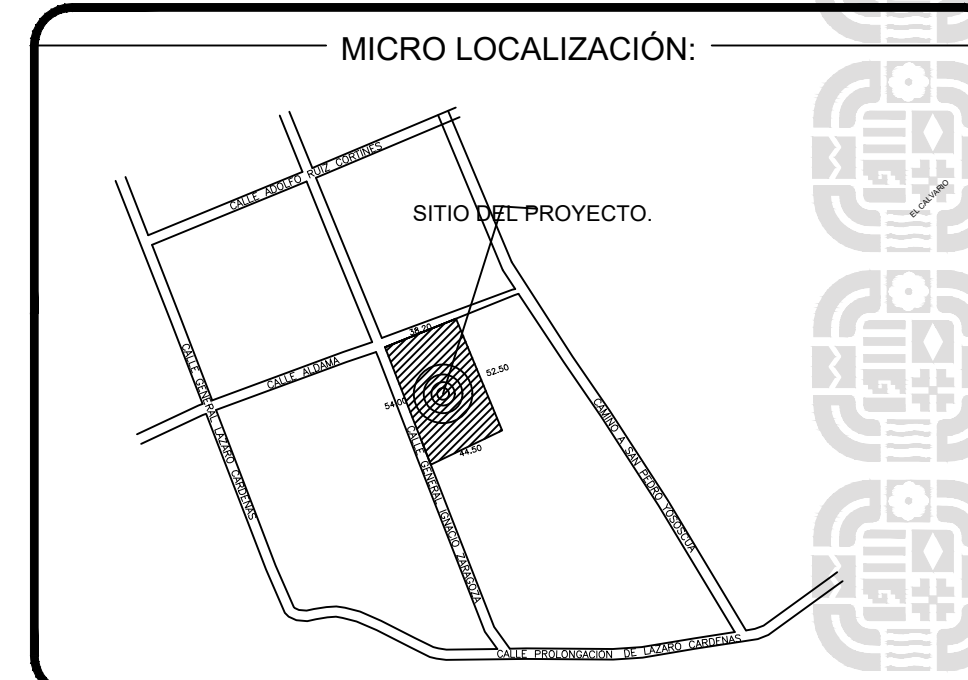 MICRO LOCALIZACIÓN:
CALLE ADOLFO RUIZ CORTINES
EL CALVARIO
SITIO DEL PROYECTO.
38.20
CALLE ALDAMA
52.50
54.00
44.50
CALLE GENERAL LAZARO CARDENAS
CALLE GENERAL IGNACIO ZARAGOZA
CAMINO A SAN PEDRO YOSOSCUA
CALLE PROLONGACIÓN DE LAZARO CARDENAS